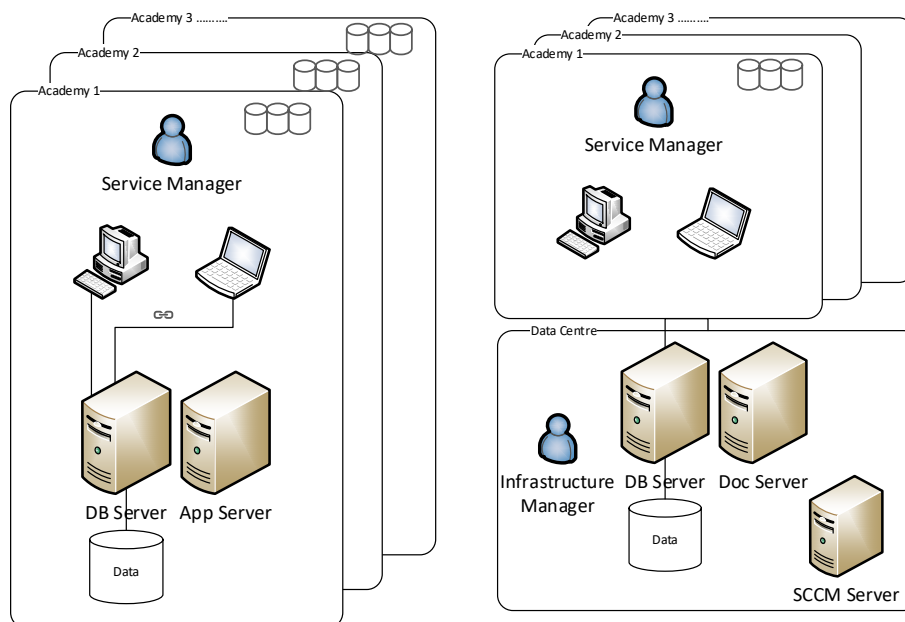 Academy 3 ..........
Academy 2
Academy 1
Service Manager
DB Server
App Server
Data
Academy 3 ..........
Academy 2
Academy 1
Service Manager
Data Centre
Infrastructure
Manager
DB Server
Doc Server
Data
SCCM Server